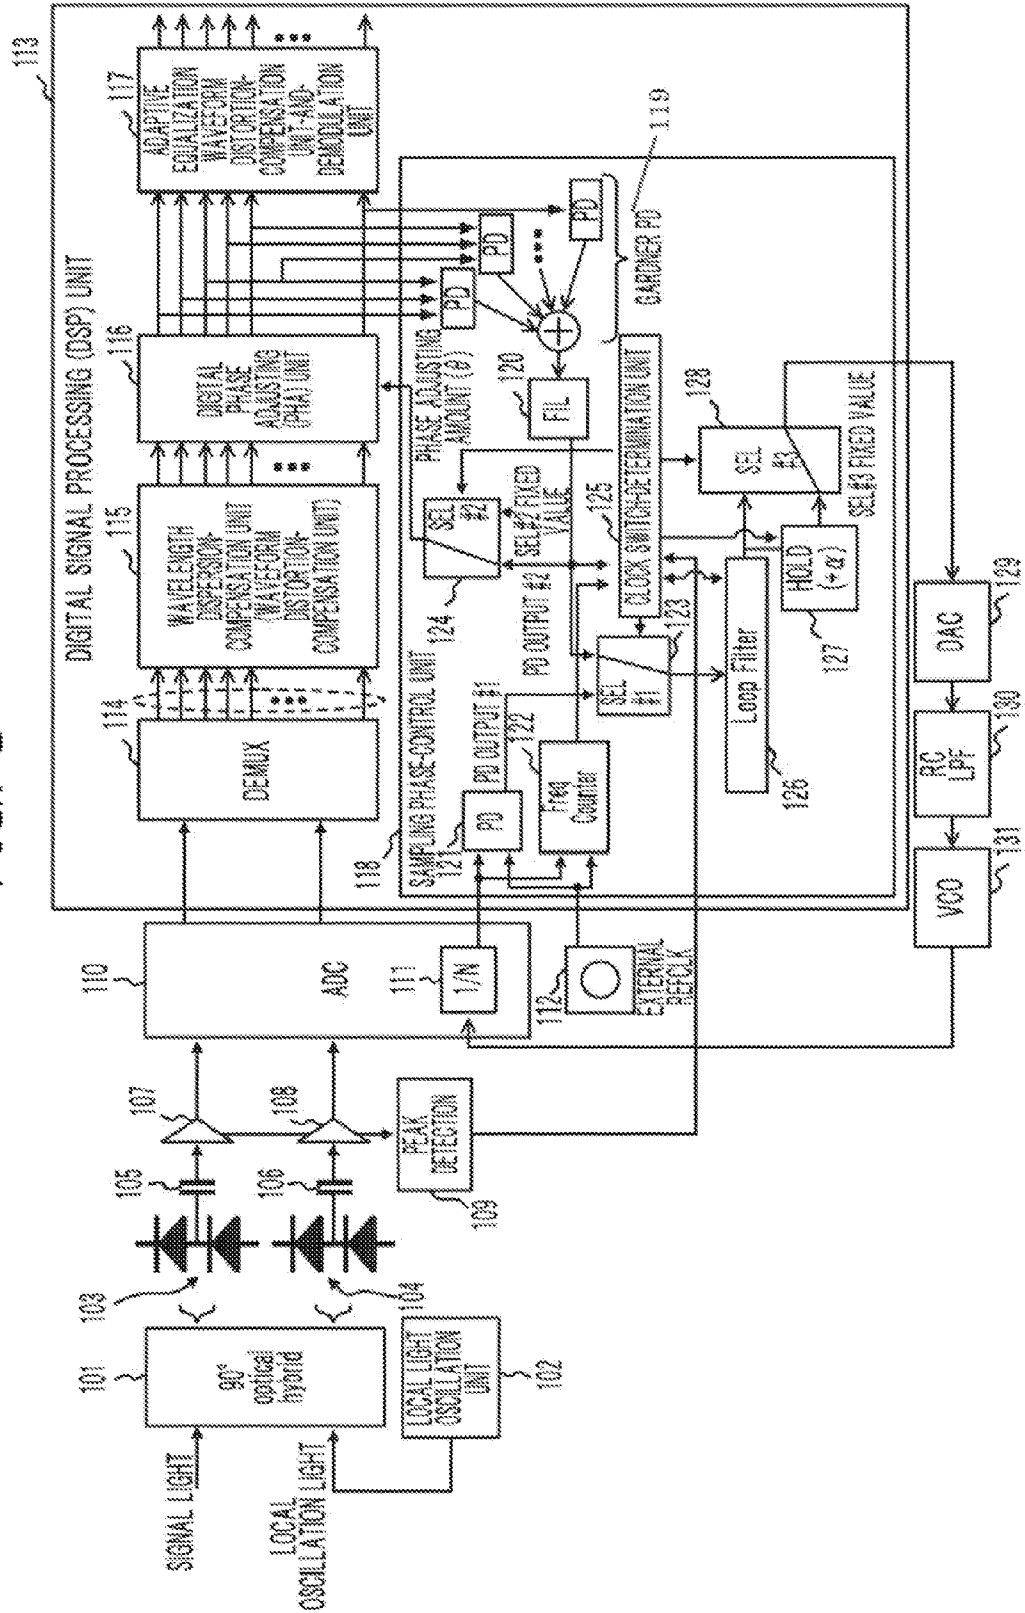 113
DIGITAL SIGNAL PROCESSING (DSP) UNIT
SIGNAL LIGHT
LOCAL
OSCILLATION LIGHT
101
90°
optical
hybrid
LOCAL LIGHT
OSCILLATION
UNIT
102
103
104
105
106
107
108
PEAK
DETECTION
109
110
ADC
111
1/N
112
EXTERNAL
REFCLK
114
DEMUX
115
WAVELENGTH
DISPERSION-
COMPENSATION UNIT
(WAVEFORM
DISTORTION-
COMPENSATION UNIT)
116
DIGITAL
PHASE
ADJUSTING
(PHA) UNIT
117
ADAPTIVE
EQUALIZATION
WAVEFORM
DISTORTION-
COMPENSATION
UNIT-AND-
DEMODULATION
UNIT
118
SAMPLING PHASE-CONTROL UNIT
121
PD
PD OUTPUT #1
122
Freq
Counter
124
SEL
#2
PHASE ADJUSTING
AMOUNT (θ)
SEL#2 FIXED
VALUE
PD OUTPUT #2
120
FIL
PD
PD
PD
GARDNER PD
119
125
CLOCK SWITCH-DETERMINATION UNIT
SEL
#1
123
Loop Filter
126
HOLD
(+α)
127
SEL
#3
128
SEL#3 FIXED VALUE
DAC
129
RC
LPF
130
VCO
131